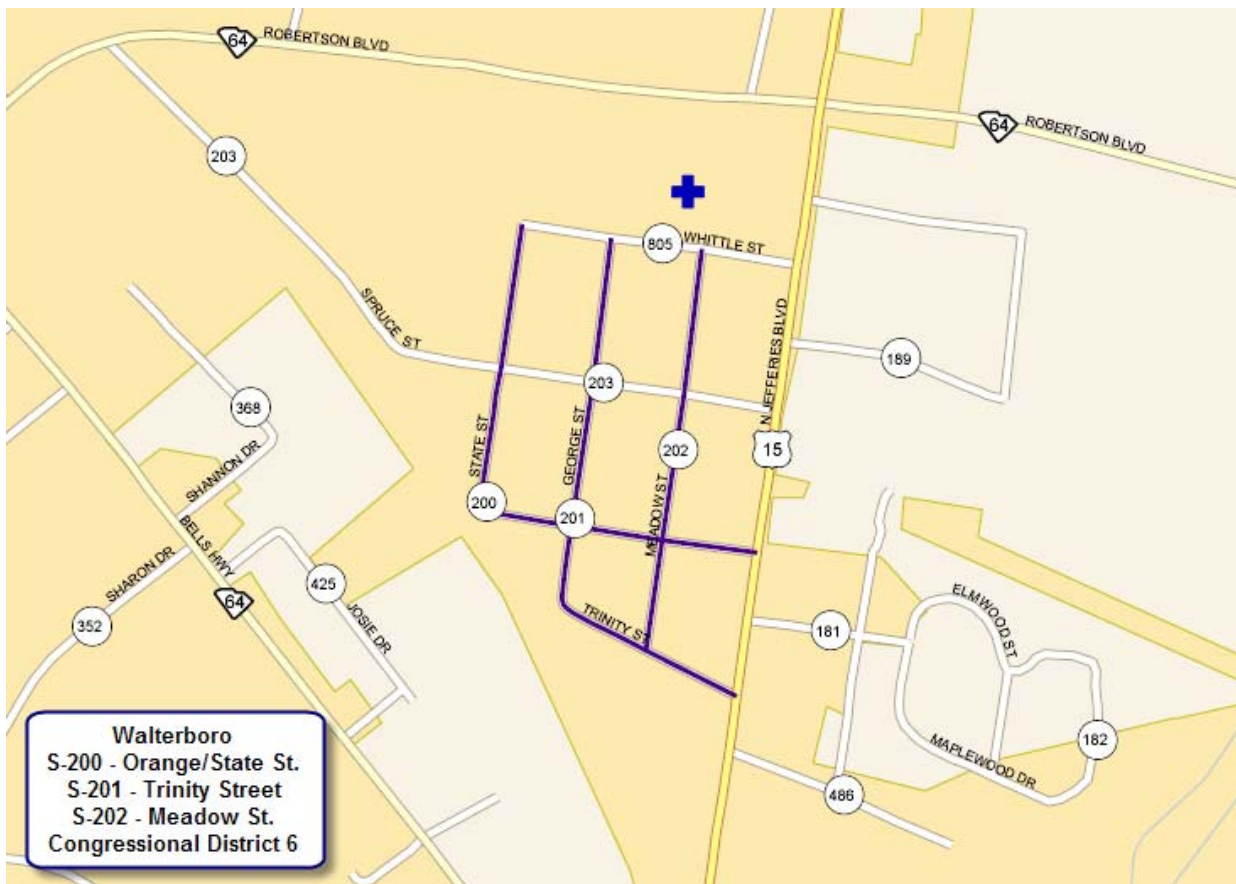 64
ROBERTSON BLVD
64
ROBERTSON BLVD
203
805
WHITTLE ST
SPRUCE ST
N JEFFERIES BLVD
189
203
368
STATE ST
GEORGE ST
202
15
SHANNON DR
200
201
MEADOW ST
BELLS HWY
SHARON DR
425
64
JOSIE DR
352
TRINITY ST
181
ELMWOOD ST
182
MAPLEWOOD DR
486
Walterboro
S-200 - Orange/State St.
S-201 - Trinity Street
S-202 - Meadow St.
Congressional District 6